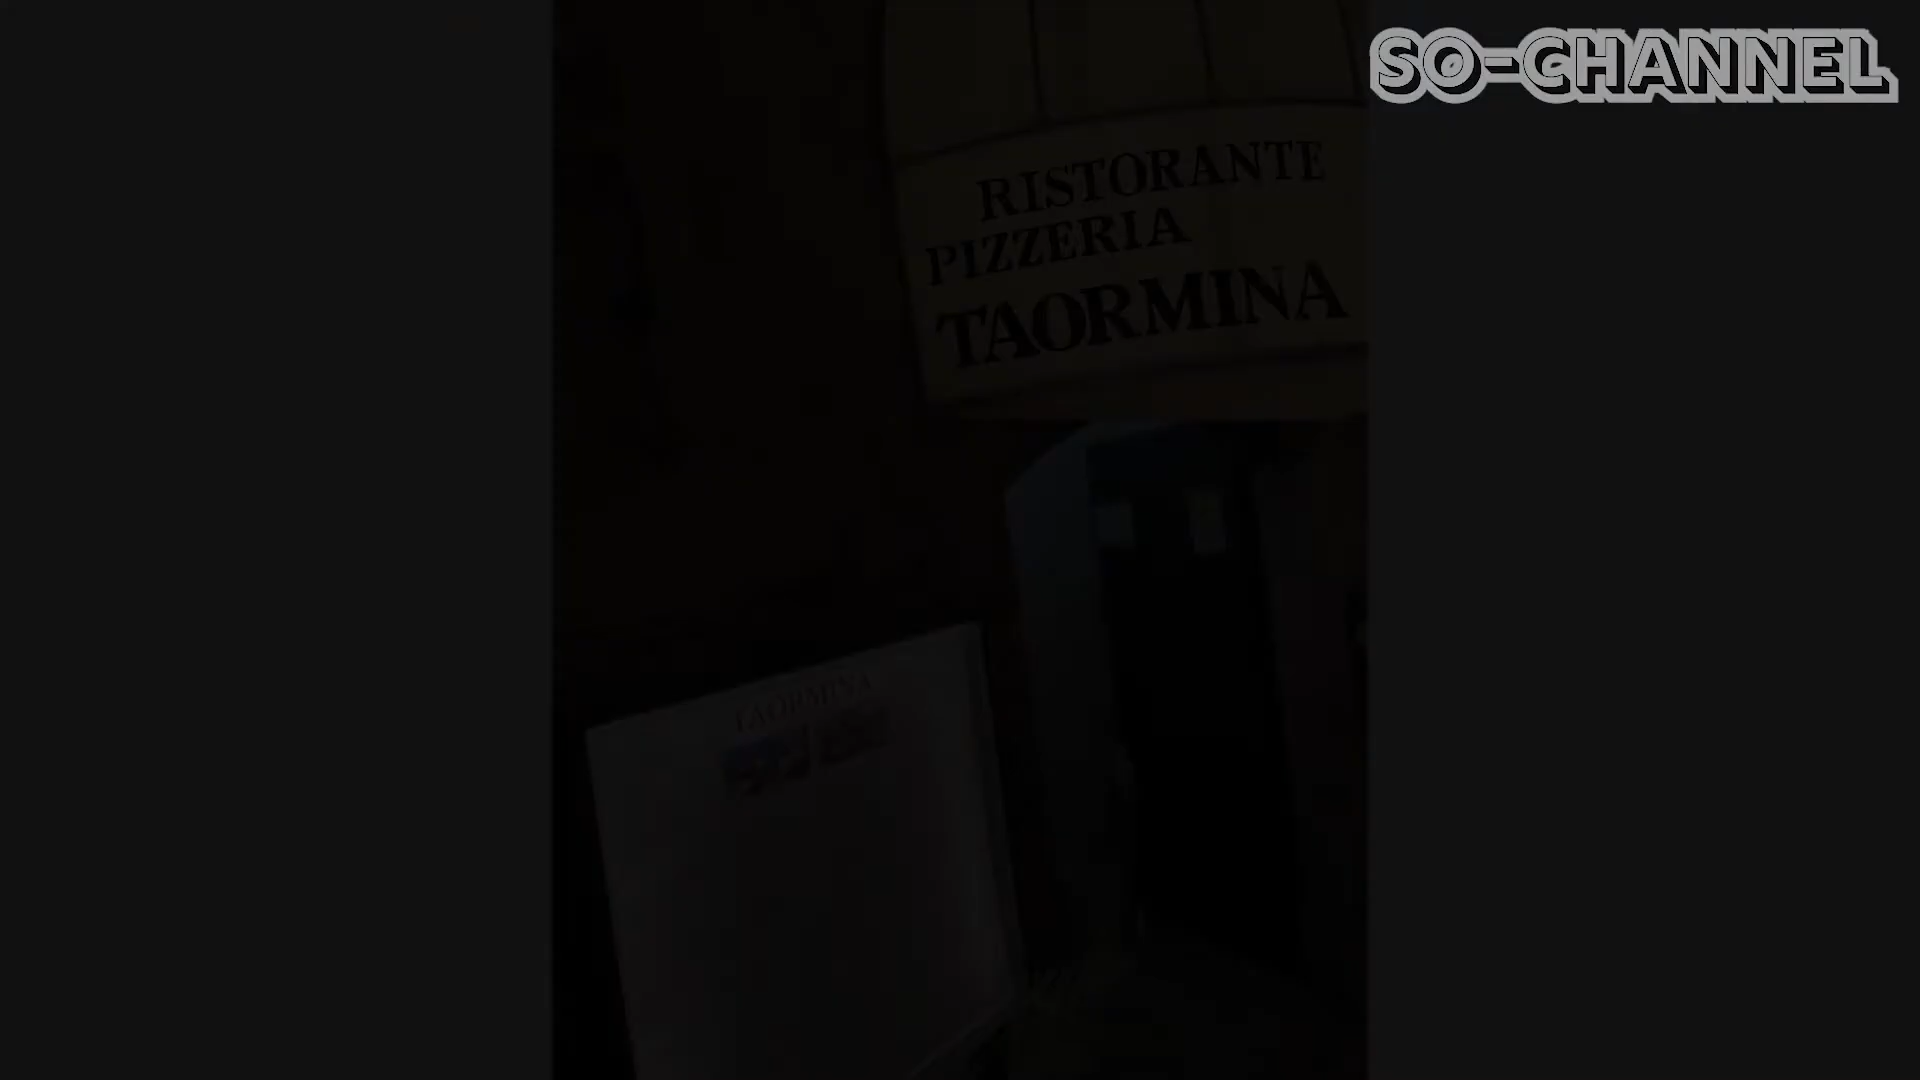 SO-CHANNEL
RISTORANTE
PIZZERIA
TAORMINA
TAORMINA